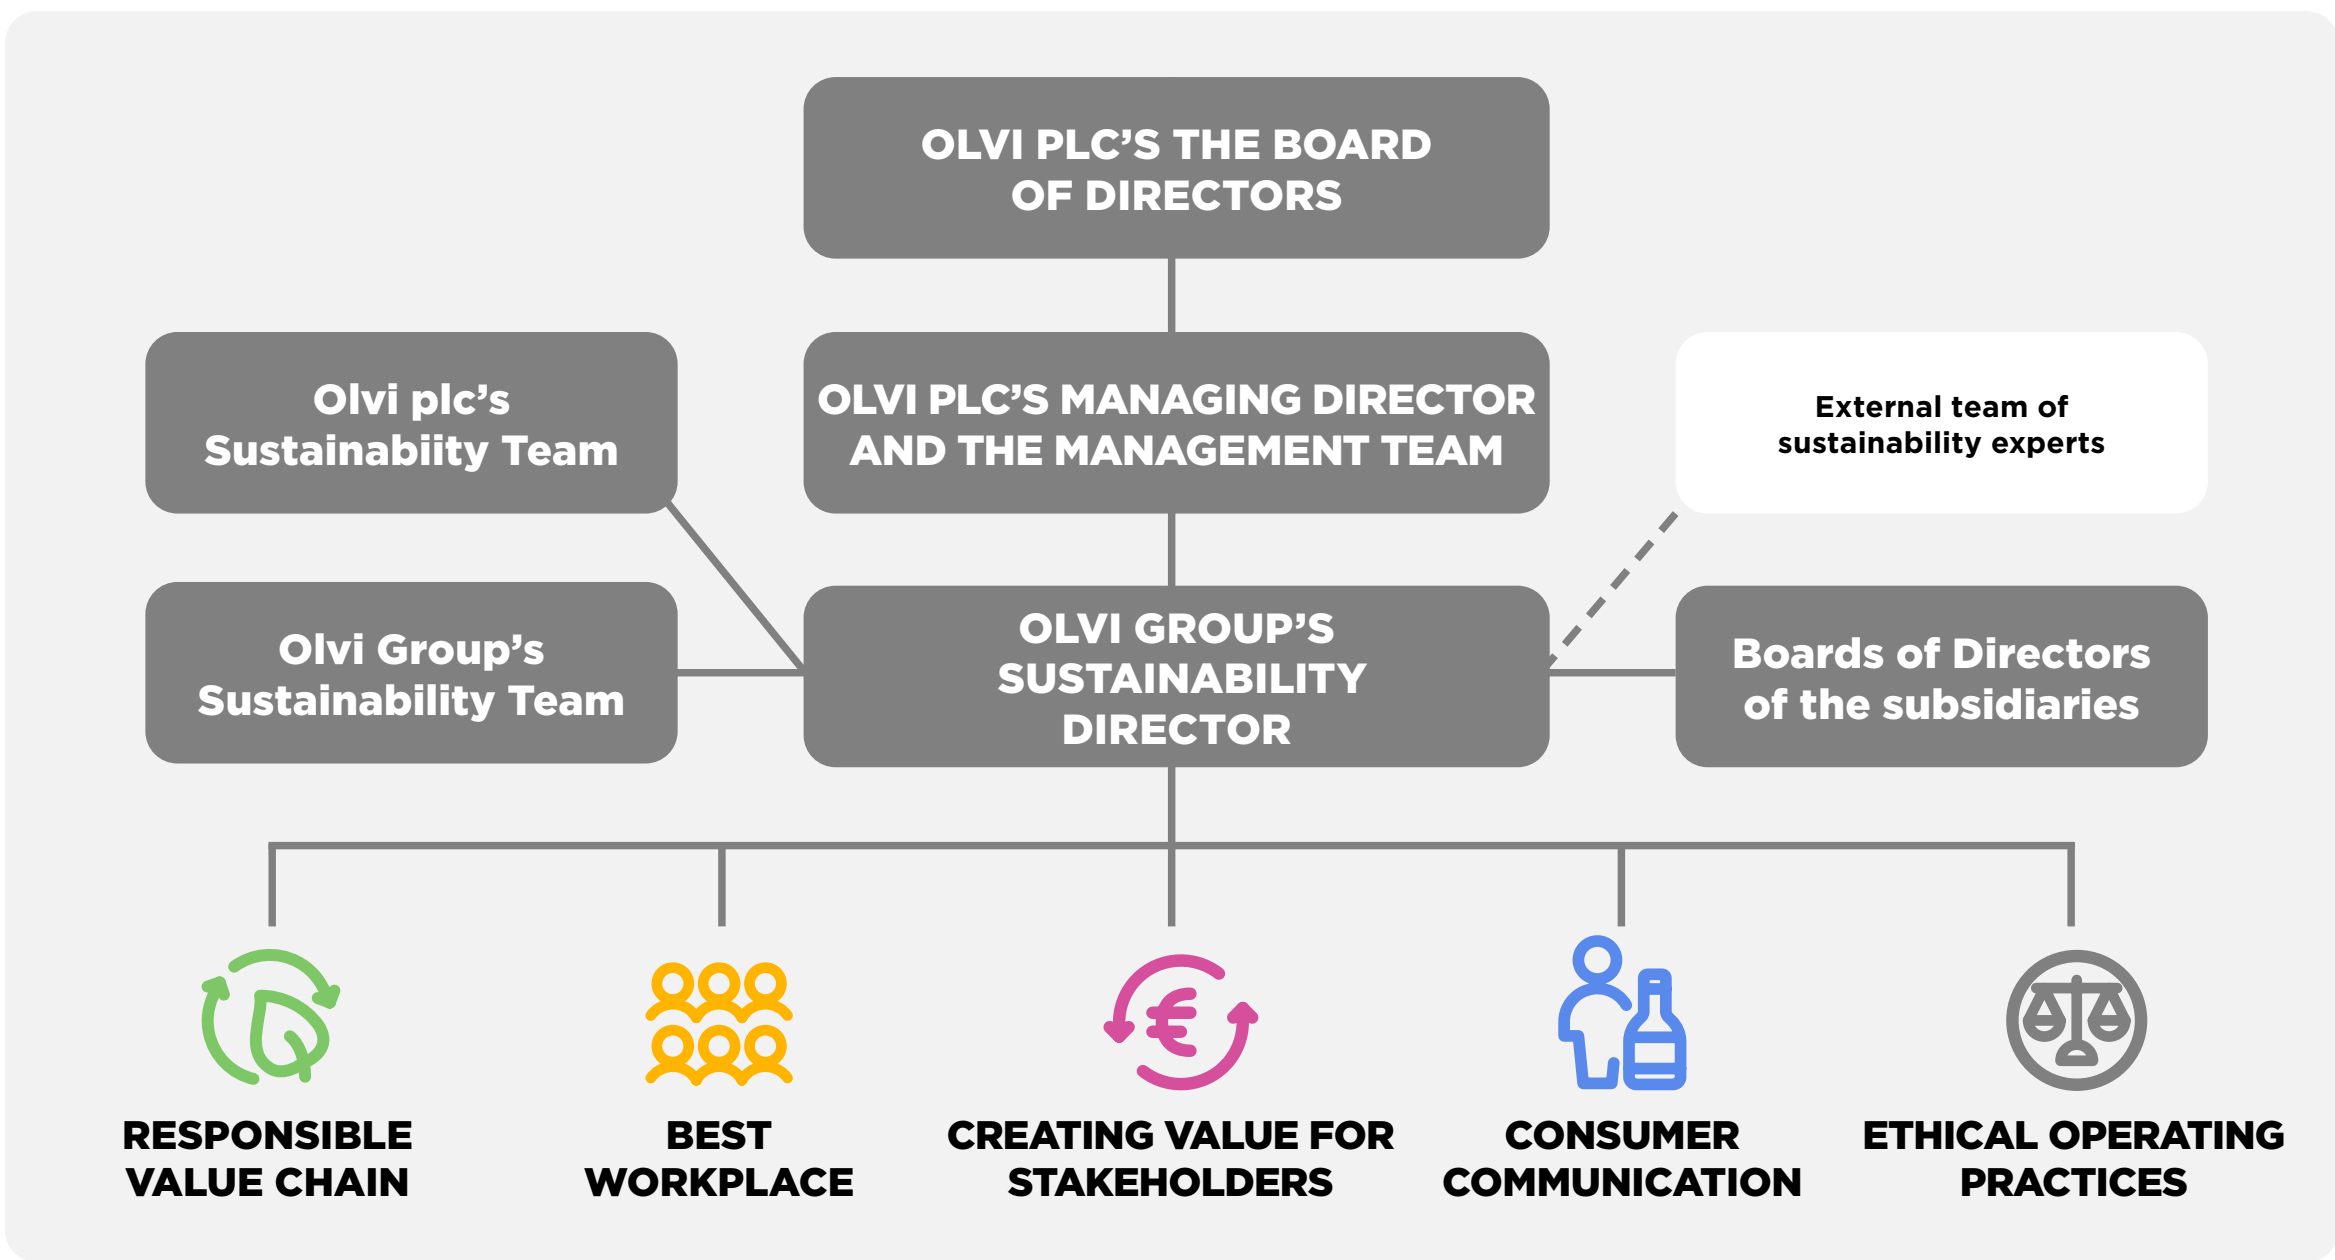 OLVI PLC’S THE BOARD
OF DIRECTORS
Olvi plc’s
Sustainabiity Team
OLVI PLC’S MANAGING DIRECTOR
AND THE MANAGEMENT TEAM
External team of
sustainability experts
Olvi Group’s
Sustainability Team
OLVI GROUP’S
SUSTAINABILITY
DIRECTOR
Boards of Directors
of the subsidiaries
RESPONSIBLE
VALUE CHAIN
BEST
WORKPLACE
CREATING VALUE FOR
STAKEHOLDERS
CONSUMER
COMMUNICATION
ETHICAL OPERATING
PRACTICES